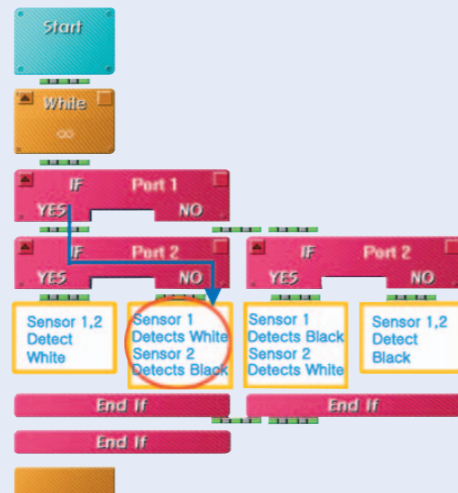 Start
While
∞
IF Port 1
YES NO
IF Port 2
YES NO
IF Port 2
YES NO
Sensor 1,2
Detect
White
Sensor 1
Detects White
Sensor 2
Detects Black
Sensor 1
Detects Black
Sensor 2
Detects White
Sensor 1,2
Detect
Black
End If
End If
End If